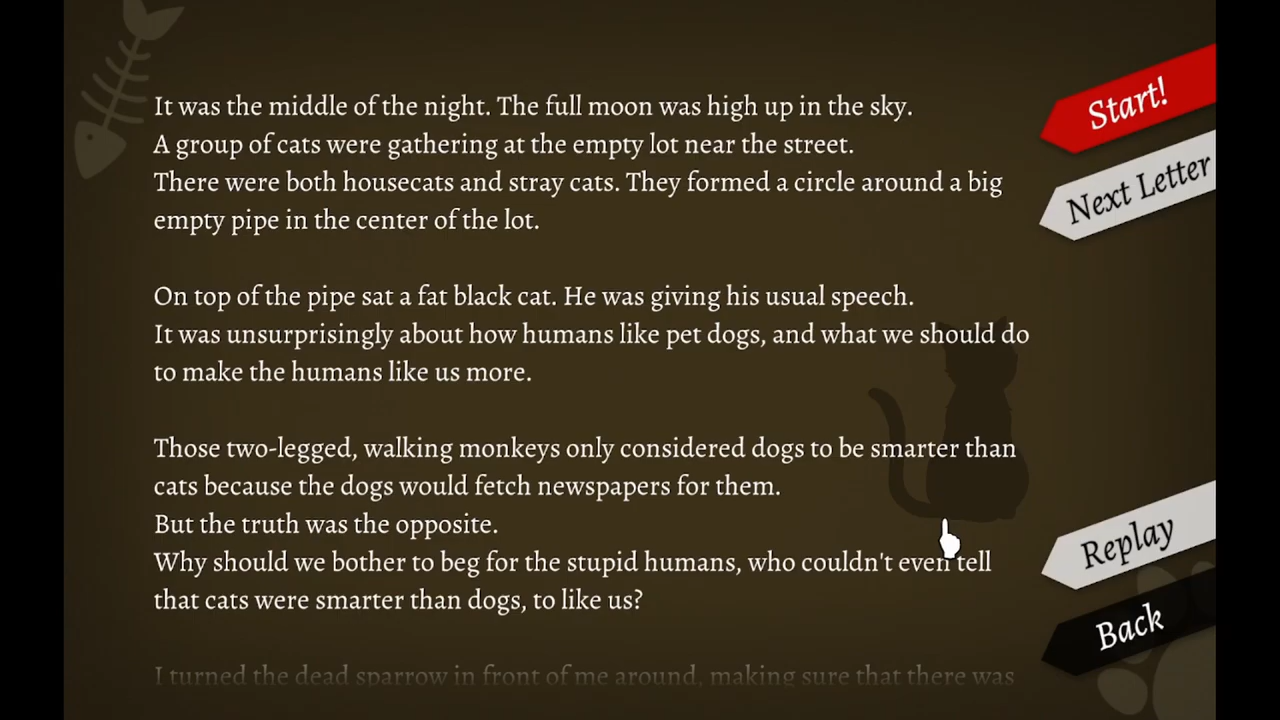 It was the middle of the night. The full moon was high up in the sky.
A group of cats were gathering at the empty lot near the street.
There were both housecats and stray cats. They formed a circle around a big
empty pipe in the center of the lot.
On top of the pipe sat a fat black cat. He was giving his usual speech.
It was unsurprisingly about how humans like pet dogs, and what we should do
to make the humans like us more.
Those two-legged, walking monkeys only considered dogs to be smarter than
cats because the dogs would fetch newspapers for them.
But the truth was the opposite.
Why should we bother to beg for the stupid humans, who couldn't even tell
that cats were smarter than dogs, to like us?
I turned the dead sparrow in front of me around, making sure that there was
Start!
Next Letter
Replay
Back